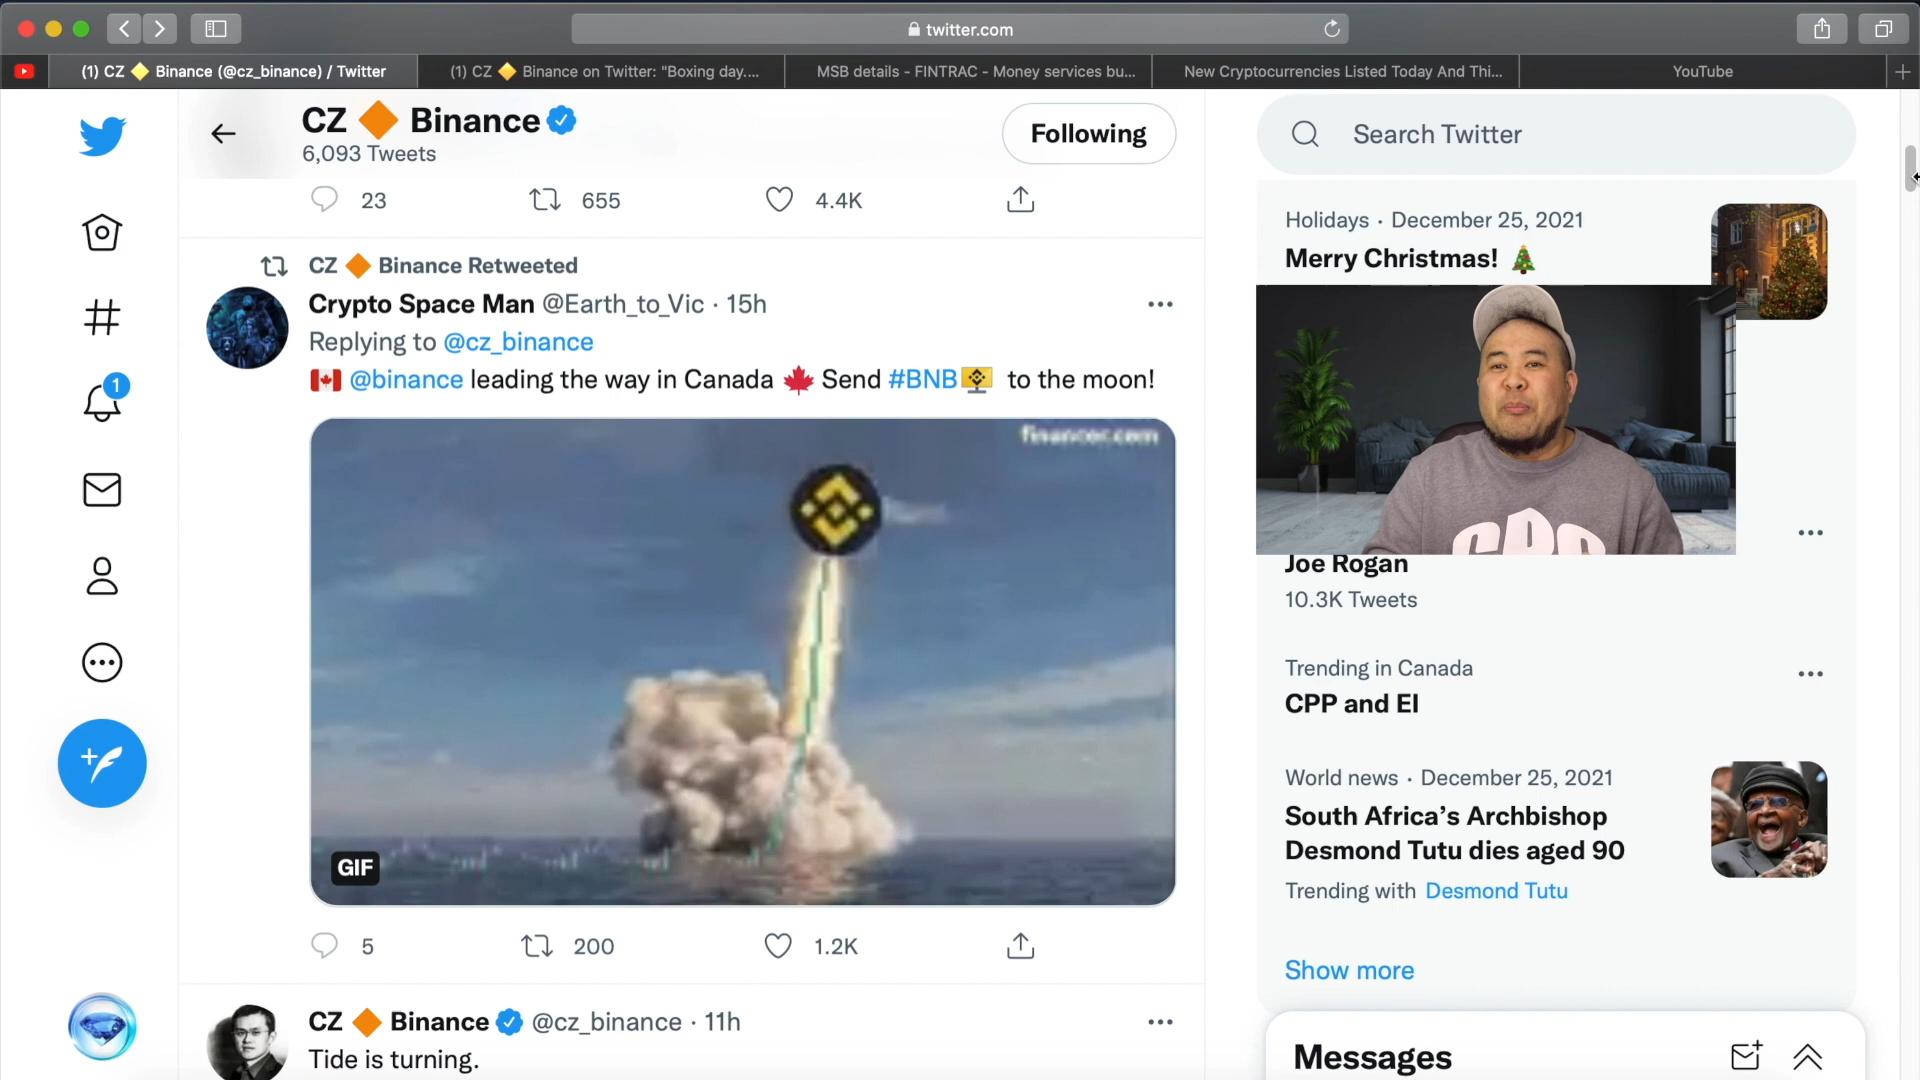 twitter.com
(1) CZ 🔶 Binance (@cz_binance) / Twitter
(1) CZ 🔶 Binance on Twitter: "Boxing day....
MSB details - FINTRAC - Money services bu...
New Cryptocurrencies Listed Today And Thi...
YouTube
CZ 🔶 Binance
6,093 Tweets
Following
Search Twitter
23
655
4.4K
Holidays · December 25, 2021
Merry Christmas! 🎄
CZ 🔶 Binance Retweeted
Crypto Space Man @Earth_to_Vic · 15h
Replying to @cz_binance
🇨🇦 @binance leading the way in Canada 🍁 Send #BNB to the moon!
financer.com
GIF
5
200
1.2K
CZ 🔶 Binance @cz_binance · 11h
Tide is turning.
1
Joe Rogan
10.3K Tweets
Trending in Canada
CPP and EI
World news · December 25, 2021
South Africa's Archbishop
Desmond Tutu dies aged 90
Trending with Desmond Tutu
Show more
Messages